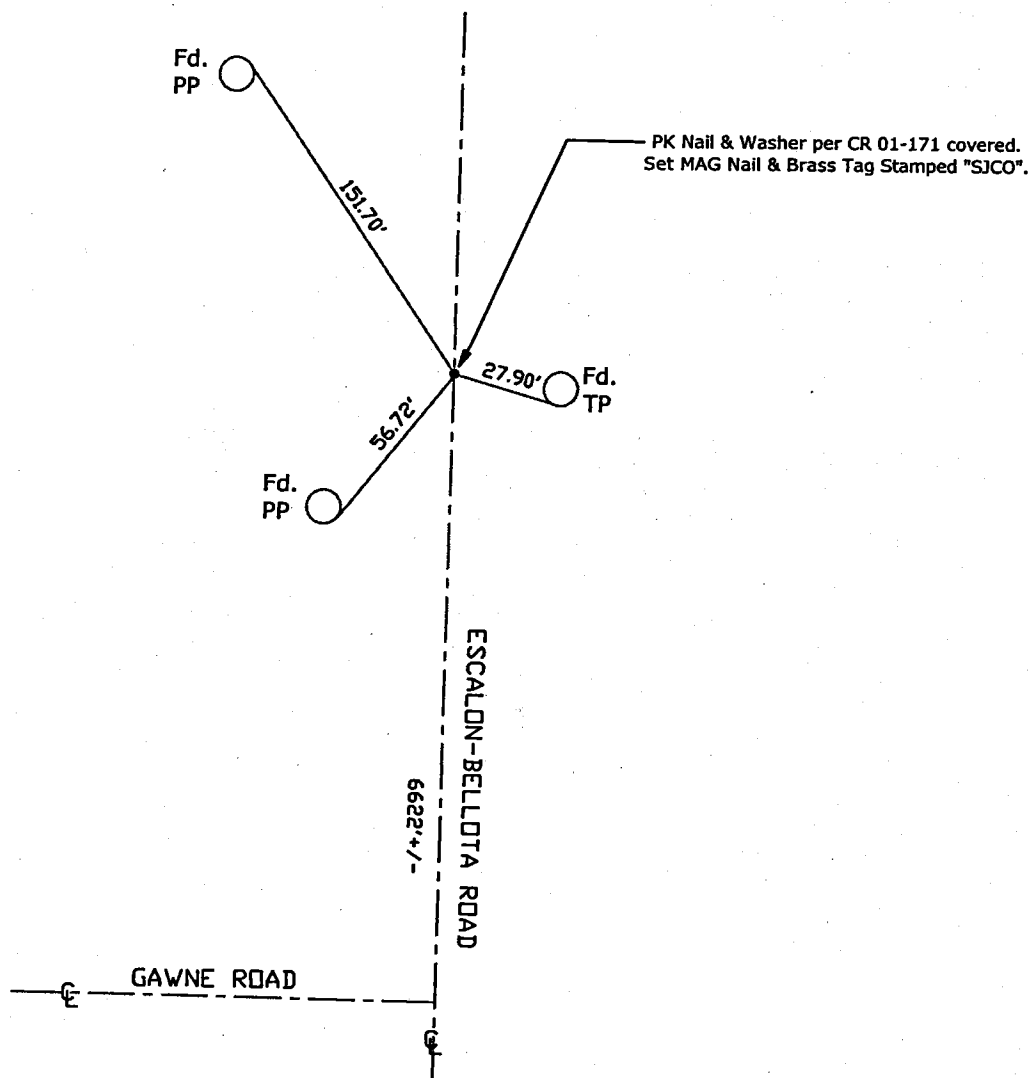 Fd.
PP
PK Nail & Washer per CR 01-171 covered.
Set MAG Nail & Brass Tag Stamped "SJCO".
151.70'
27.90'
Fd.
TP
56.72'
Fd.
PP
ESCALON-BELLOTA ROAD
6622'+/-
GAWNE ROAD
℄
℄